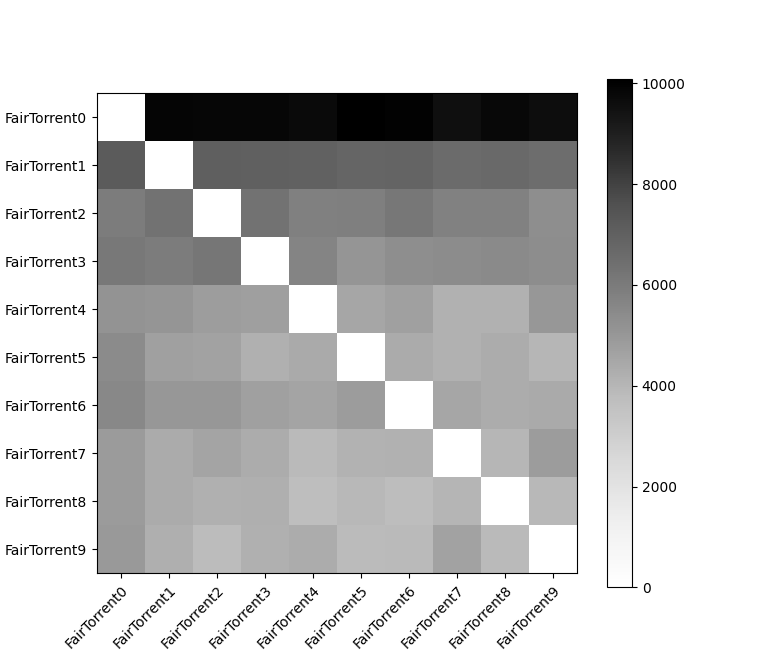 FairTorrent0
FairTorrent1
FairTorrent2
FairTorrent3
FairTorrent4
FairTorrent5
FairTorrent6
FairTorrent7
FairTorrent8
FairTorrent9
FairTorrent0
FairTorrent1
FairTorrent2
FairTorrent3
FairTorrent4
FairTorrent5
FairTorrent6
FairTorrent7
FairTorrent8
FairTorrent9
10000
8000
6000
4000
2000
0